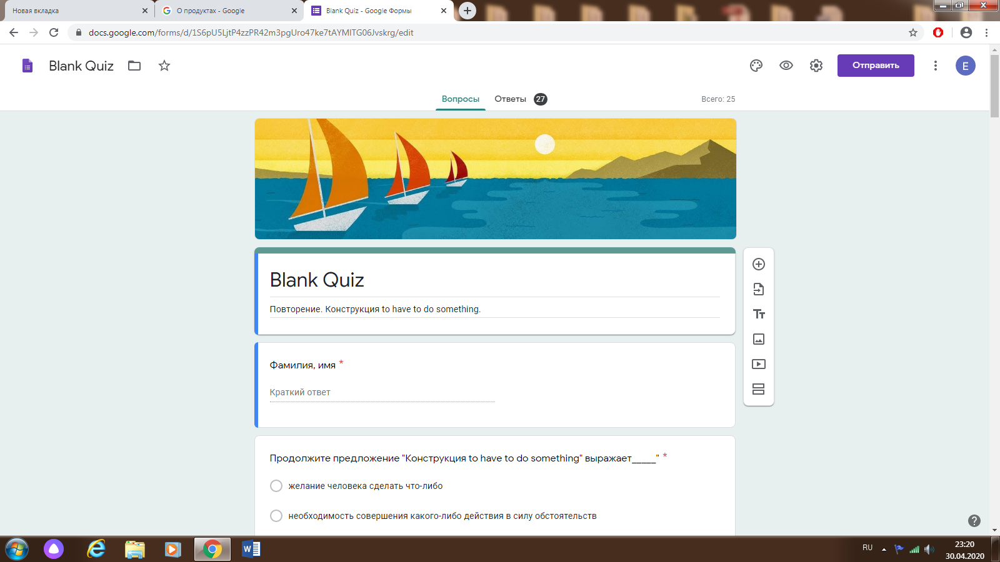 Новая вкладка
О продуктах - Google
Blank Quiz - Google Формы
docs.google.com/forms/d/1S6pU5LjtP4zzPR42m3pgUro47ke7tAYMITG06Jvskrg/edit
Blank Quiz
Отправить
E
Вопросы
Ответы 27
Всего: 25
Blank Quiz
Повторение. Конструкция to have to do something.
Фамилия, имя *
Краткий ответ
Продолжите предложение "Конструкция to have to do something" выражает_____" *
желание человека сделать что-либо
необходимость совершения какого-либо действия в силу обстоятельств
RU
23:20
30.04.2020